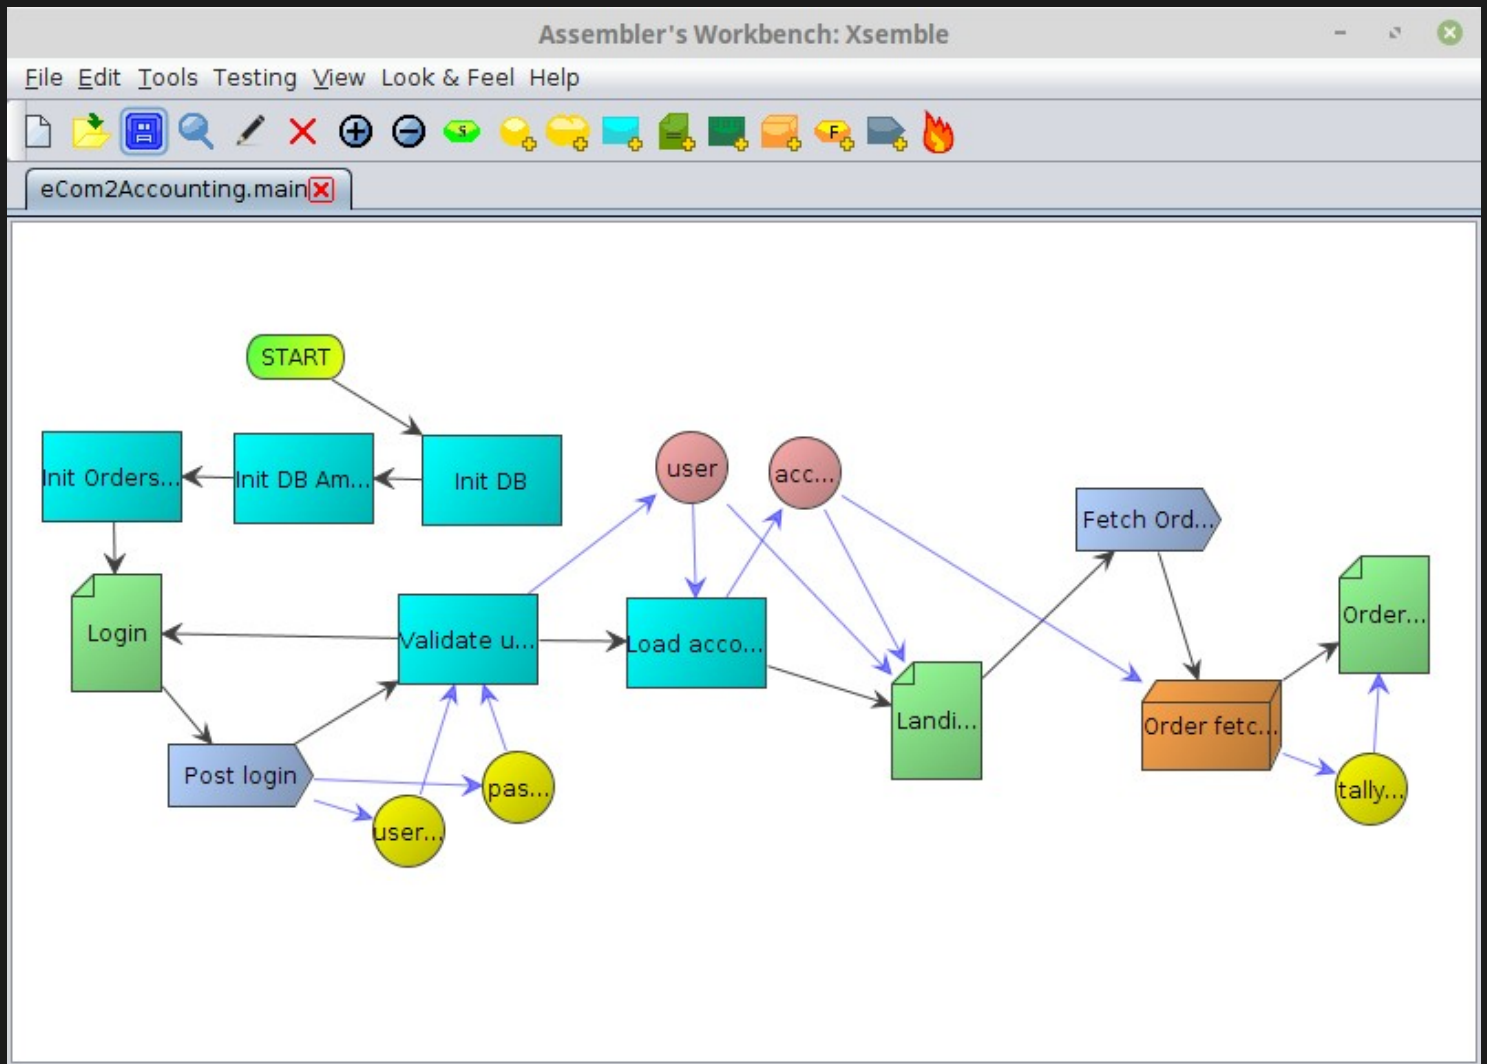 Assembler's Workbench: Xsemble
File Edit Tools Testing View Look & Feel Help
S
F
eCom2Accounting.main
START
Init Orders...
Init DB Am...
Init DB
user
acc...
Fetch Ord...
Login
Validate u...
Load acco...
Order...
Landi...
Order fetc...
Post login
pas...
user...
tally...